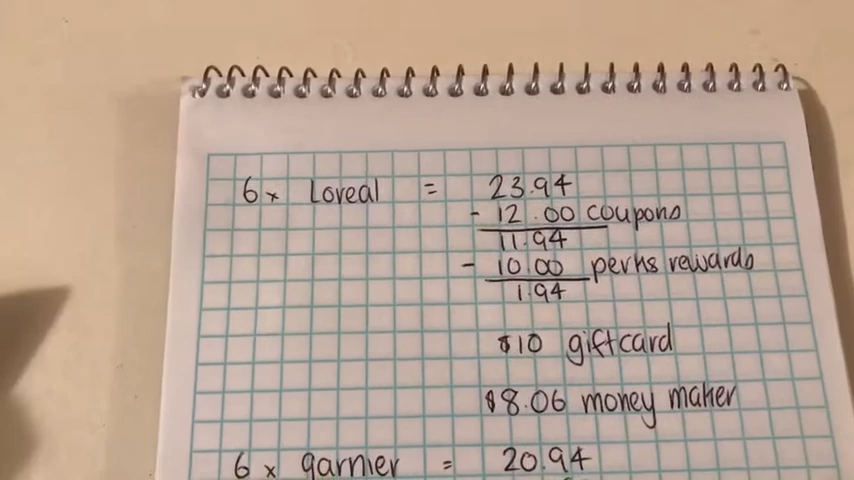 6x Loreal = 23.94
- 12.00 coupons
11.94
- 10.00 perks rewards
1.94
$10 giftcard
$8.06 money maker
6 x garnier = 20.94